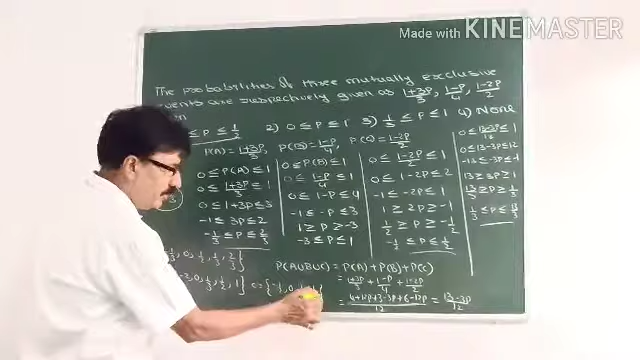 Made with KINEMASTER
The probabilities of three mutually exclusive
events are respectively given as (1+3P)/3, (1-P)/4, (1-2P)/2
≤ P ≤ 1/2 2) 0 ≤ P ≤ 1 3) 1/3 ≤ P ≤ 1 4) None
P(A) = (1+3P)/3, P(B) = (1-P)/4, P(C) = (1-2P)/2
0 ≤ P(A) ≤ 1
0 ≤ (1+3P)/3 ≤ 1
0 ≤ 1+3P ≤ 3
-1 ≤ 3P ≤ 2
-1/3 ≤ P ≤ 2/3
0 ≤ P(B) ≤ 1
0 ≤ (1-P)/4 ≤ 1
0 ≤ 1-P ≤ 4
-1 ≤ -P ≤ 3
1 ≥ P ≥ -3
-3 ≤ P ≤ 1
0 ≤ (1-2P)/2 ≤ 1
0 ≤ 1-2P ≤ 2
-1 ≤ -2P ≤ 1
1 ≥ 2P ≥ -1
1/2 ≥ P ≥ -1/2
-1/2 ≤ P ≤ 1/2
0 ≤ (13-3P)/12 ≤ 1
0 ≤ 13-3P ≤ 12
-13 ≤ -3P ≤ -1
13 ≥ 3P ≥ 1
13/3 ≥ P ≥ 1/3
1/3 ≤ P ≤ 13/3
P(AUBUC) = P(A) + P(B) + P(C)
= (1+3P)/3 + (1-P)/4 + (1-2P)/2
= (4+12P+3-3P+6-12P)/12 = (13-3P)/12